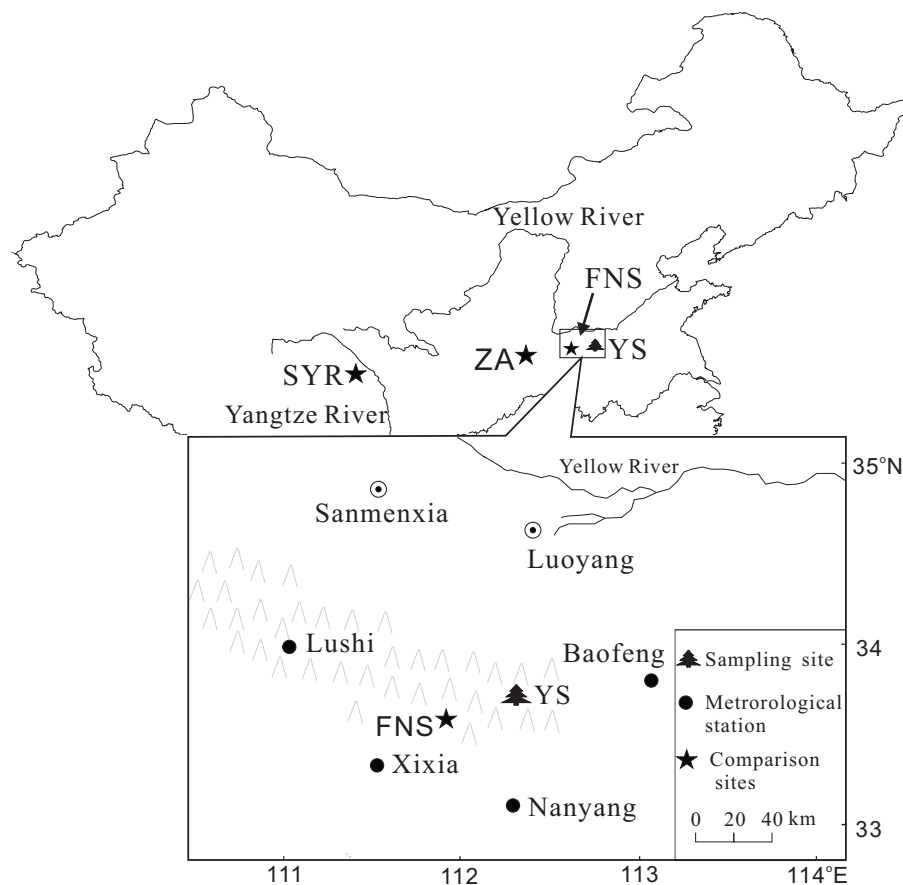 Yellow River
FNS
YS
ZA
SYR
Yangtze River
Yellow River
35°N
Sanmenxia
Luoyang
Lushi
Baofeng
34
Sampling site
YS
Metrorological
station
FNS
Xixia
Comparison
sites
Nanyang
0 20 40 km
33
111
112
113
114°E